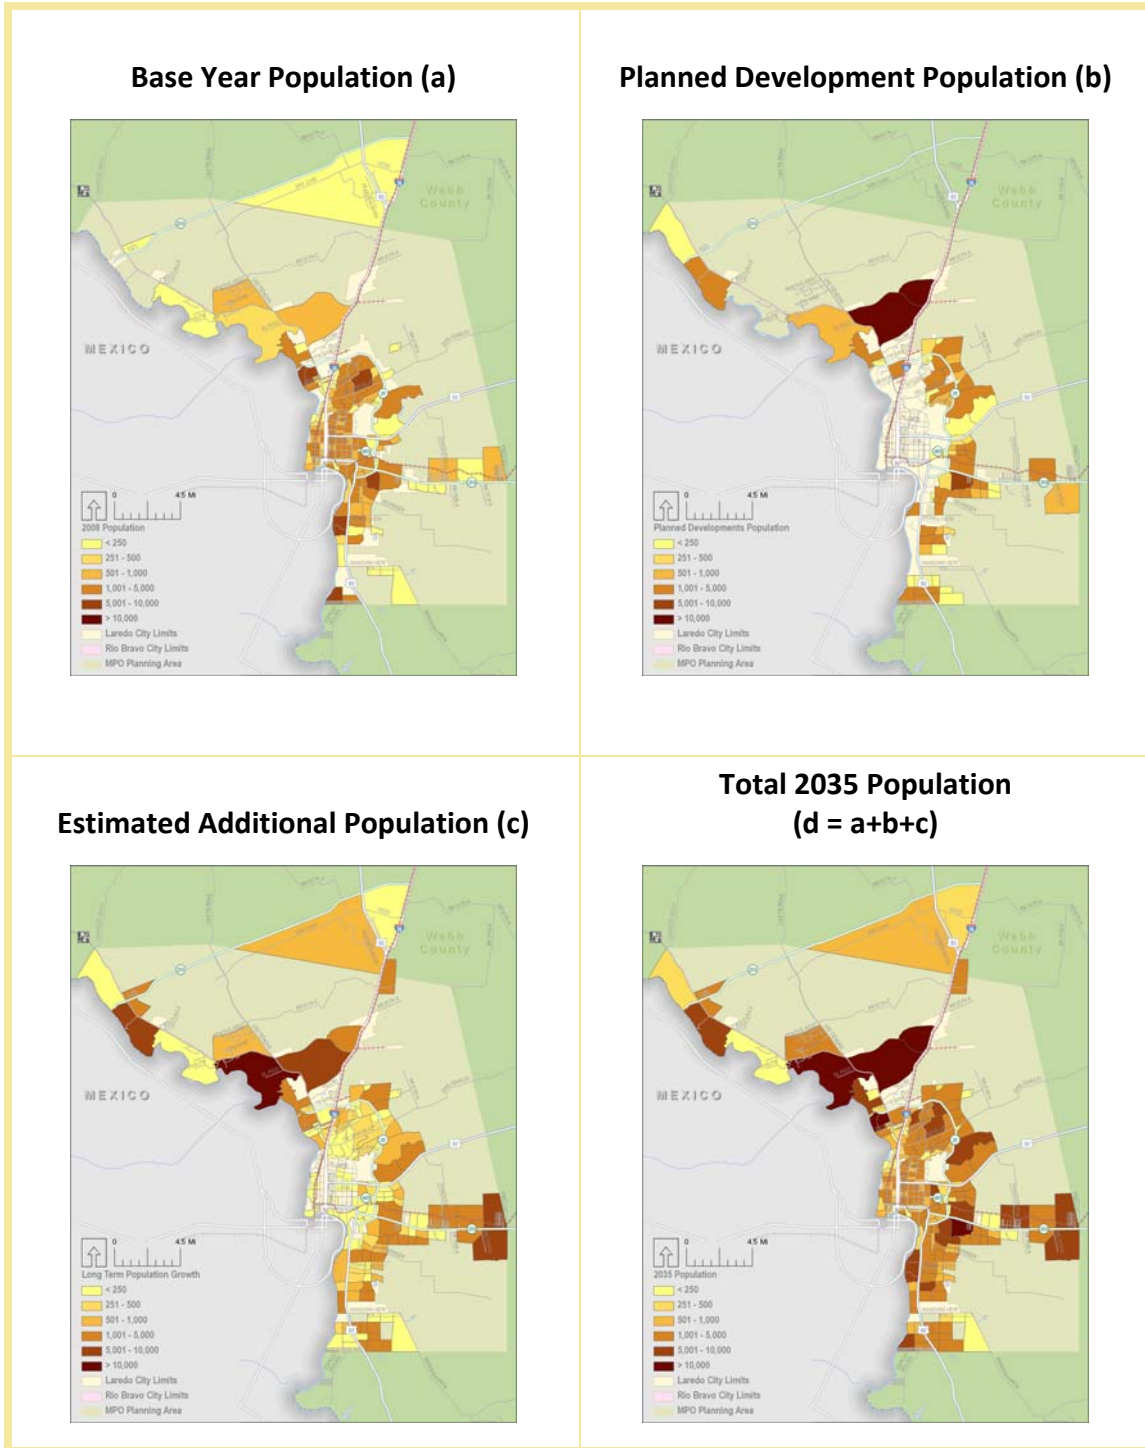 Base Year Population (a)
Webb
County
MEXICO
0 4.5 Mi
2008 Population
< 250
251 - 500
501 - 1,000
1,001 - 5,000
5,001 - 10,000
> 10,000
Laredo City Limits
Rio Bravo City Limits
MPO Planning Area
Planned Development Population (b)
Webb
County
MEXICO
0 4.5 Mi
Planned Developments Population
< 250
251 - 500
501 - 1,000
1,001 - 5,000
5,001 - 10,000
> 10,000
Laredo City Limits
Rio Bravo City Limits
MPO Planning Area
Estimated Additional Population (c)
Webb
County
MEXICO
0 4.5 Mi
Long Term Population Growth
< 250
251 - 500
501 - 1,000
1,001 - 5,000
5,001 - 10,000
> 10,000
Laredo City Limits
Rio Bravo City Limits
MPO Planning Area
Total 2035 Population
(d = a+b+c)
Webb
County
MEXICO
0 4.5 Mi
2035 Population
< 250
251 - 500
501 - 1,000
1,001 - 5,000
5,001 - 10,000
> 10,000
Laredo City Limits
Rio Bravo City Limits
MPO Planning Area